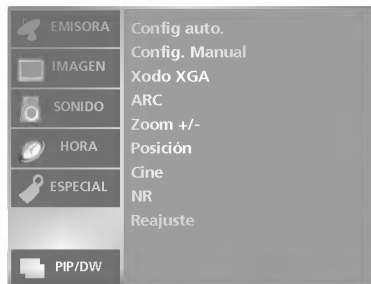 EMISORA
IMAGEN
SONIDO
HORA
ESPECIAL
PIP/DW
Config auto.
Config. Manual
Xodo XGA
ARC
Zoom +/-
Posición
Cine
NR
Reajuste